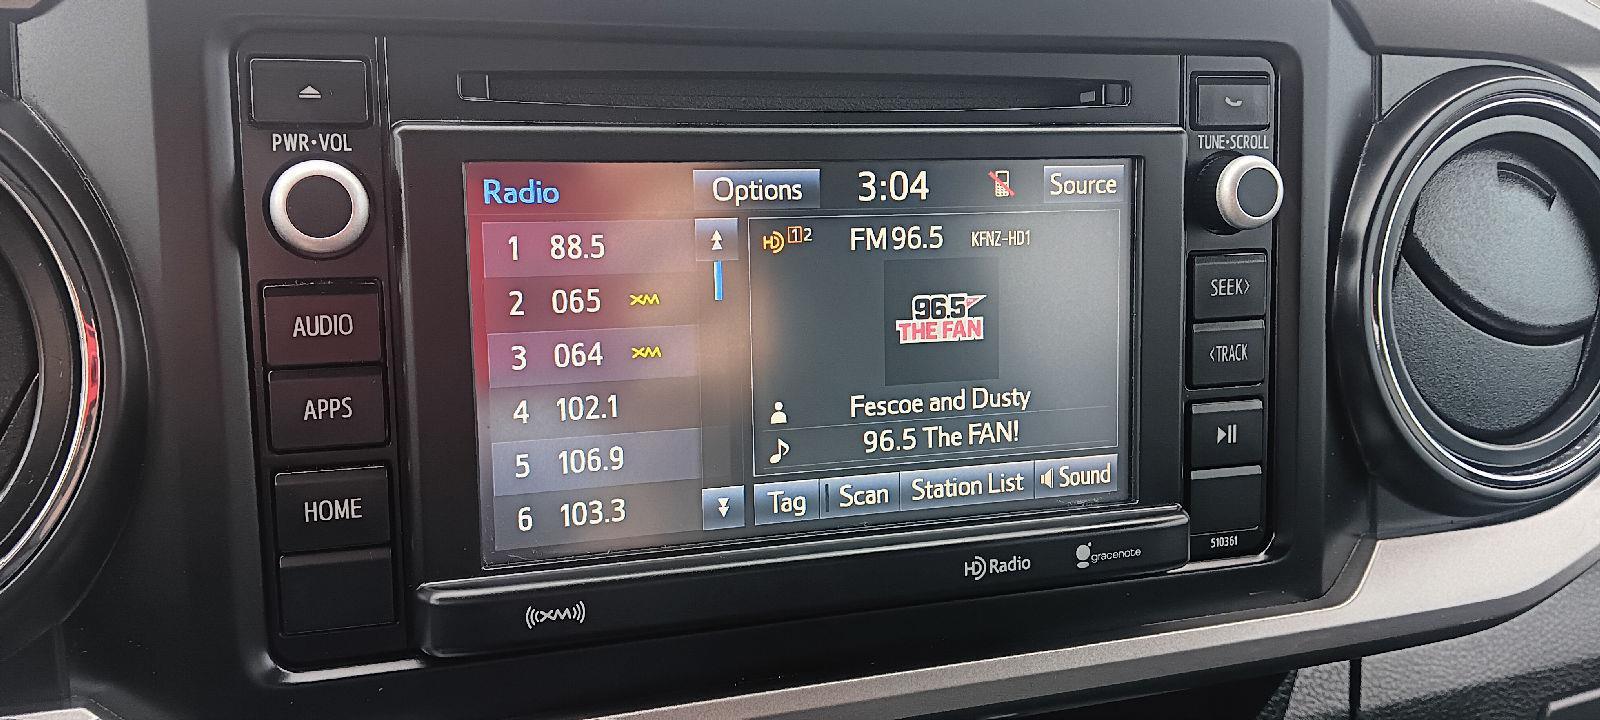 PWR•VOL
AUDIO
APPS
HOME
Radio
Options
3:04
Source
1 88.5
2 065 XM
3 064 XM
4 102.1
5 106.9
6 103.3
HD 1 2 FM 96.5 KFNZ-HD1
96.5
THE FAN
Fescoe and Dusty
96.5 The FAN!
Tag
Scan
Station List
Sound
((XM))
HD Radio
gracenote
TUNE•SCROLL
SEEK>
<TRACK
510361